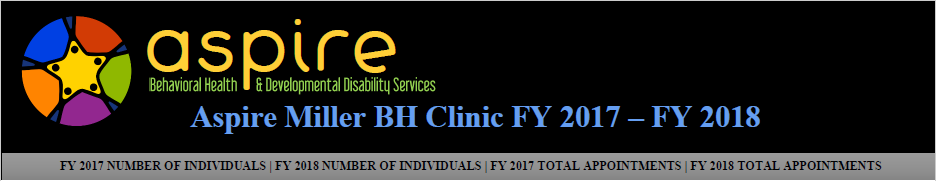 aspire
Behavioral Health & Developmental Disability Services
Aspire Miller BH Clinic FY 2017 – FY 2018
FY 2017 NUMBER OF INDIVIDUALS | FY 2018 NUMBER OF INDIVIDUALS | FY 2017 TOTAL APPOINTMENTS | FY 2018 TOTAL APPOINTMENTS